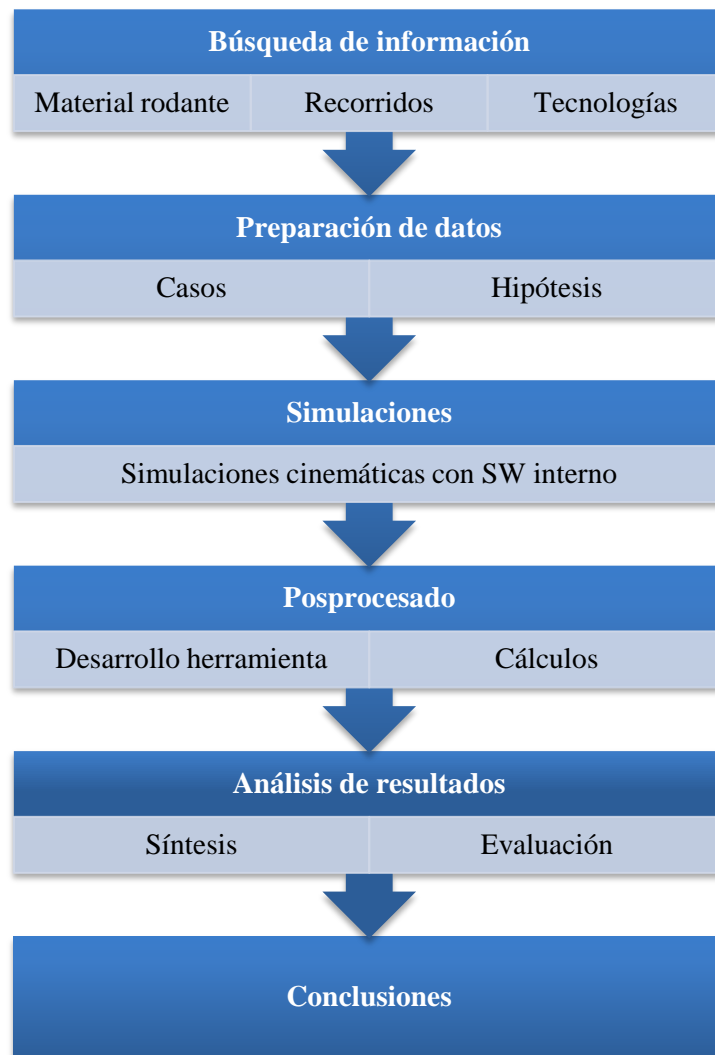 Búsqueda de información
Material rodante
Recorridos
Tecnologías
Preparación de datos
Casos
Hipótesis
Simulaciones
Simulaciones cinemáticas con SW interno
Posprocesado
Desarrollo herramienta
Cálculos
Análisis de resultados
Síntesis
Evaluación
Conclusiones